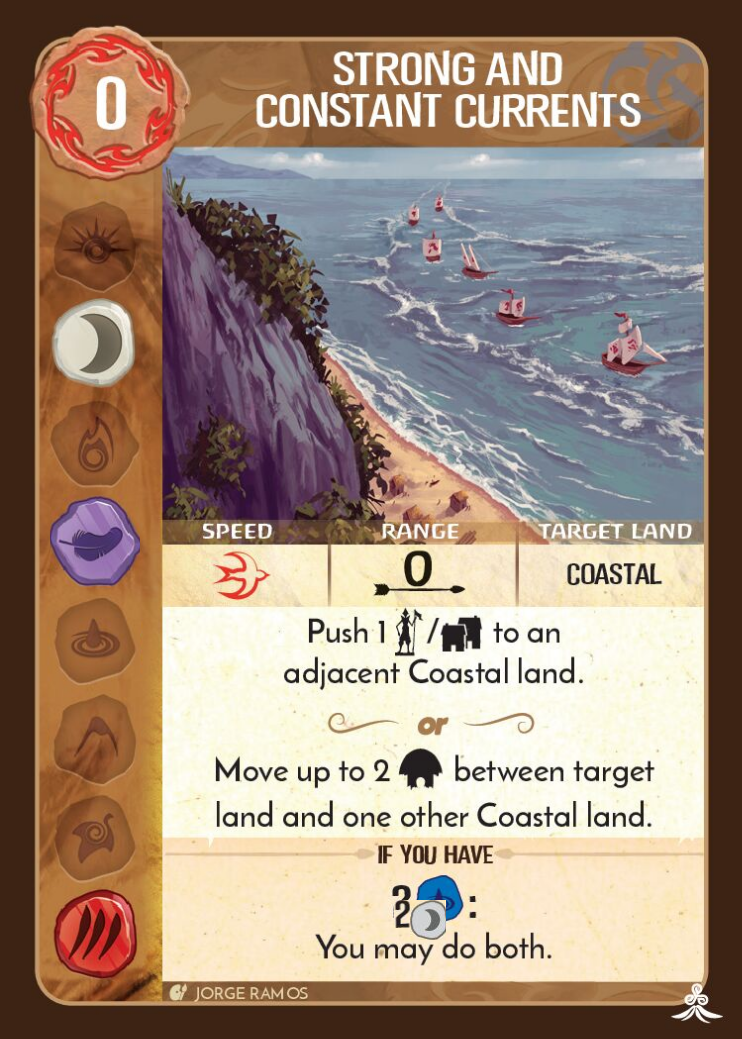 0
STRONG AND
CONSTANT CURRENTS
SPEED RANGE TARGET LAND
0 COASTAL
Push 1 / to an
adjacent Coastal land.
or
Move up to 2 between target
land and one other Coastal land.
IF YOU HAVE
2 :
You may do both.
JORGE RAMOS